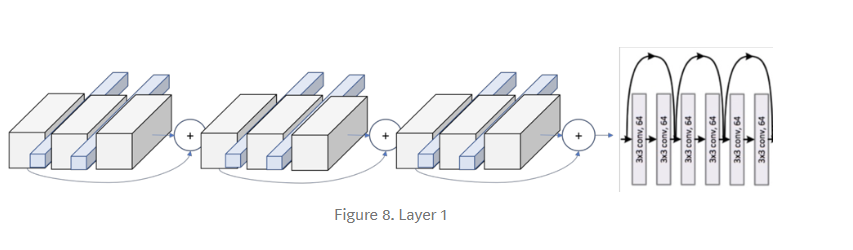 +
+
+
3x3 conv, 64
3x3 conv, 64
3x3 conv, 64
3x3 conv, 64
3x3 conv, 64
3x3 conv, 64
Figure 8. Layer 1